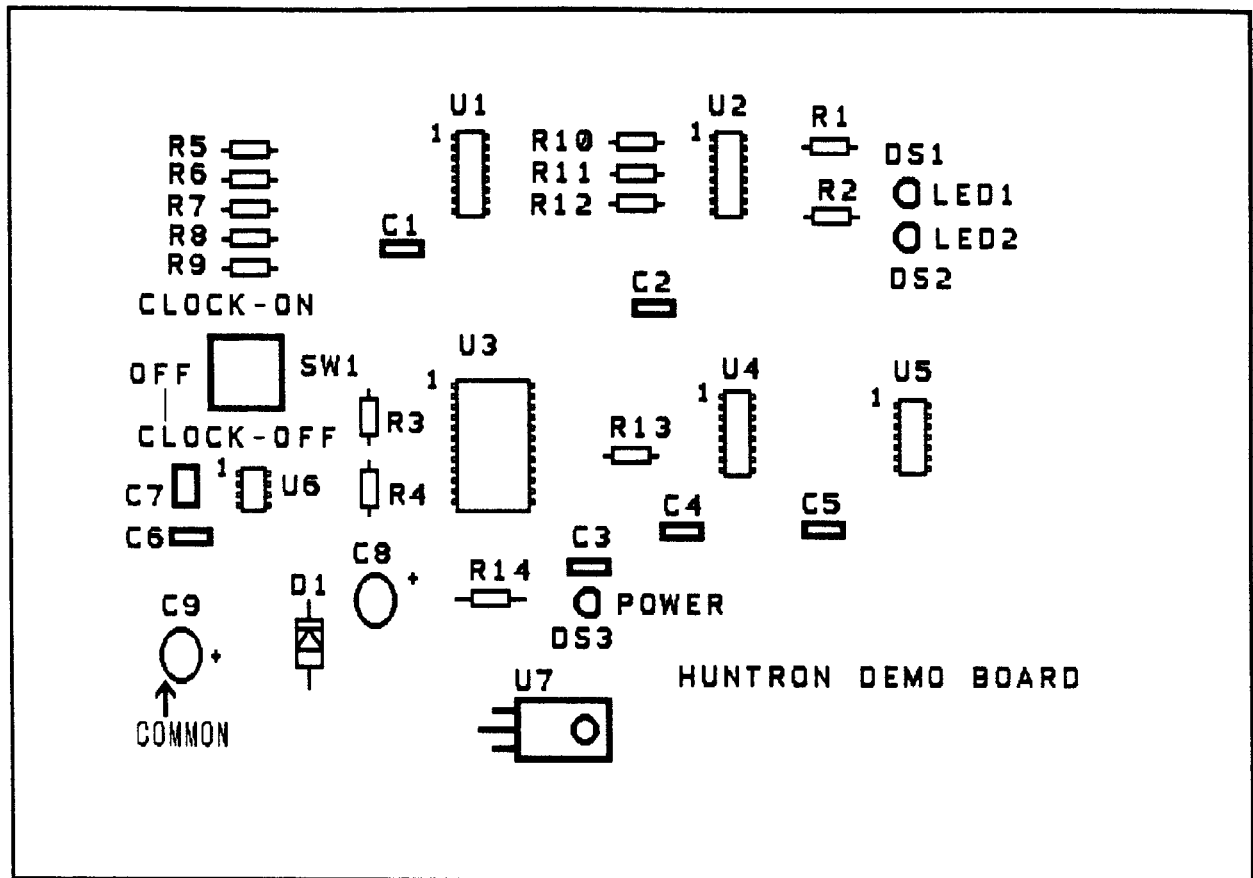 U1
U2
1
1
R1
R5
R10
DS1
R6
R11
R2
LED1
R7
R12
C1
R8
LED2
R9
C2
DS2
CLOCK-ON
U3
SW1
OFF
1
U4
U5
1
1
R3
R13
CLOCK-OFF
1
U6
C7
R4
C4
C5
C6
C3
C8
+
R14
D1
POWER
C9
DS3
+
U7
HUNTRON DEMO BOARD
COMMON